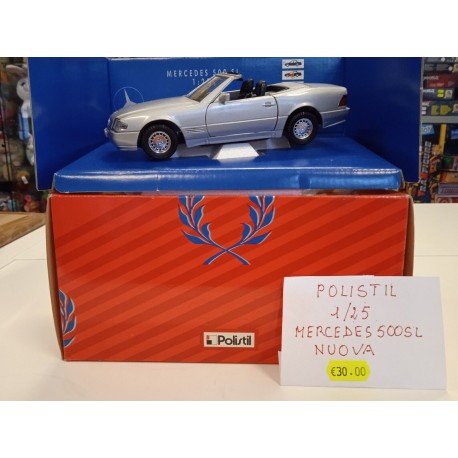 MERCEDES 500 SL
Polistil
POLISTIL
1/25
MERCEDES 500SL
NUOVA
€30.00